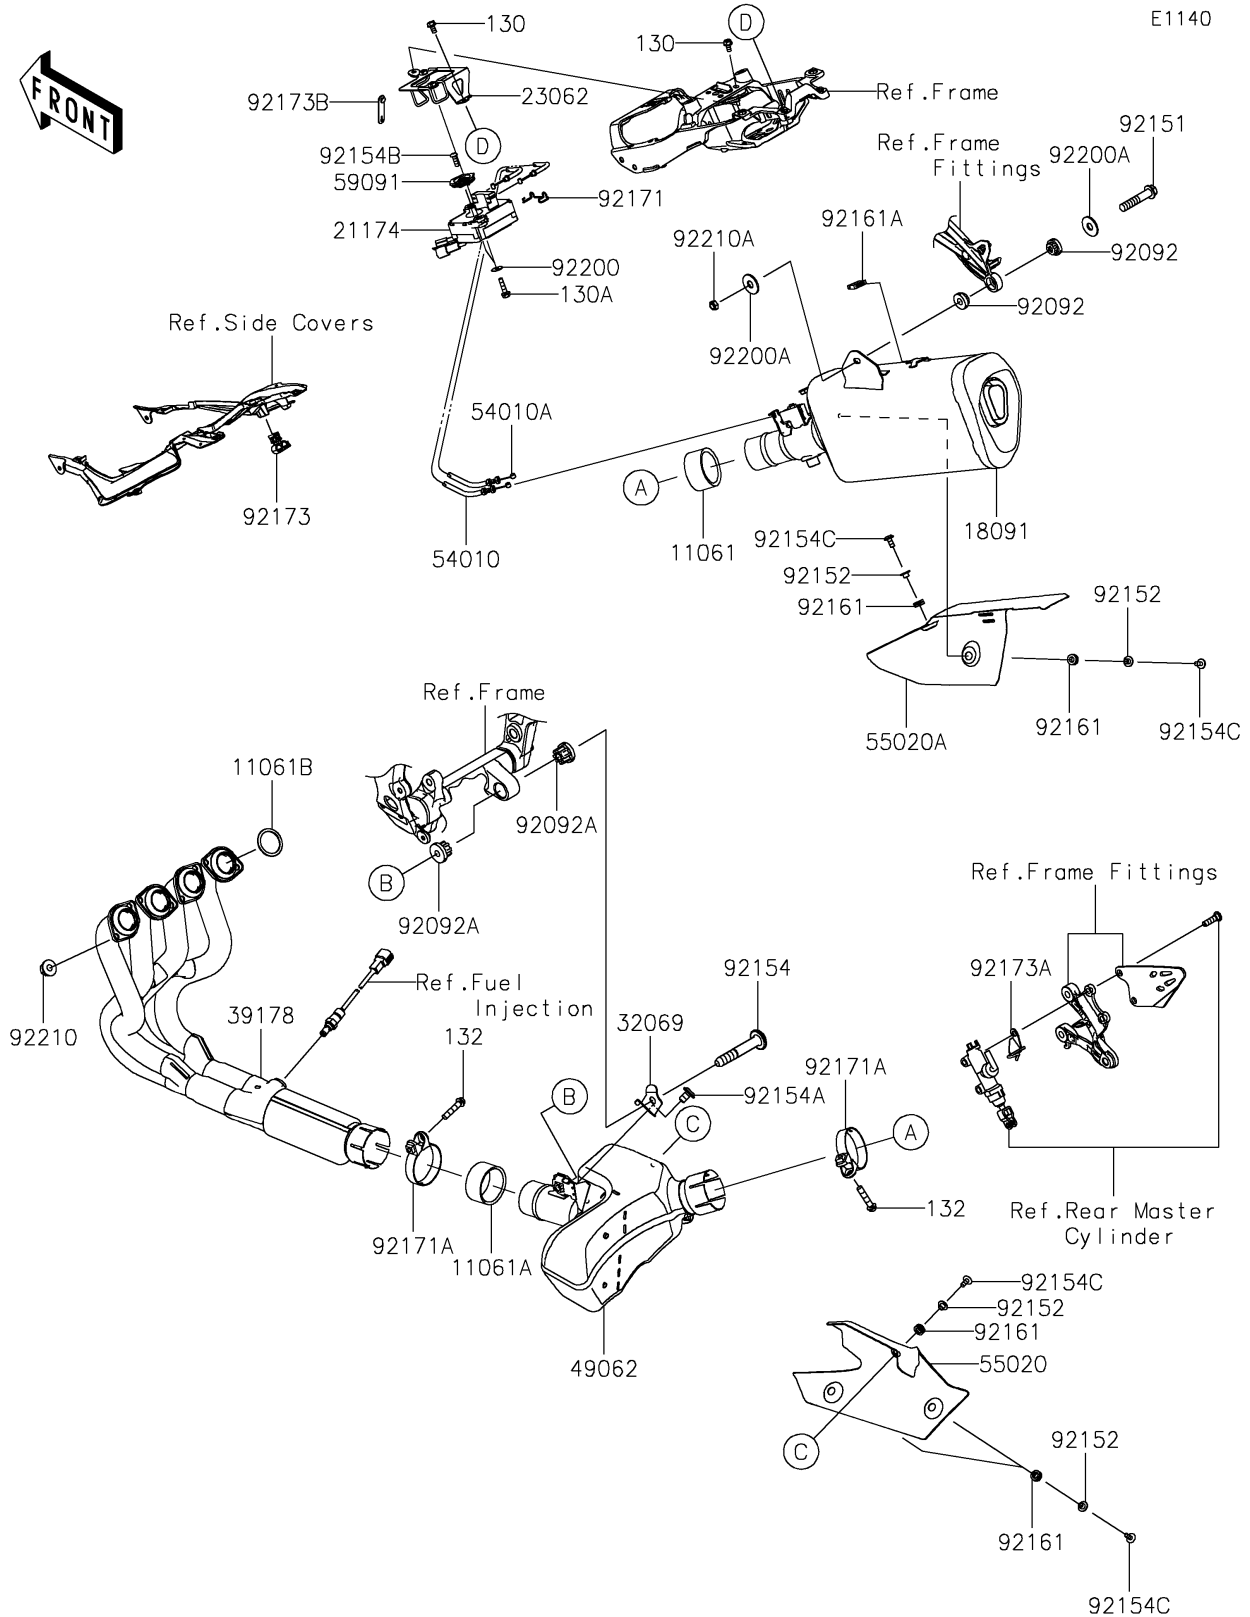 E1140
FRONT
130
130
D
92173B
23062
Ref.Frame
92151
D
Ref.Frame
Fittings
92200A
92154B
59091
92171
92161A
21174
92210A
92092
92200
130A
92092
Ref.Side Covers
92200A
54010A
A
92173
54010
11061
92154C
18091
92152
92161
92152
Ref.Frame
92161
92154C
55020A
11061B
92092A
B
92092A
Ref.Frame Fittings
92154
92173A
Ref.Fuel
Injection
39178
32069
92210
132
92171A
B
92154A
C
A
132
Ref.Rear Master
Cylinder
92171A
11061A
92154C
92152
92161
49062
55020
C
92152
92161
92154C